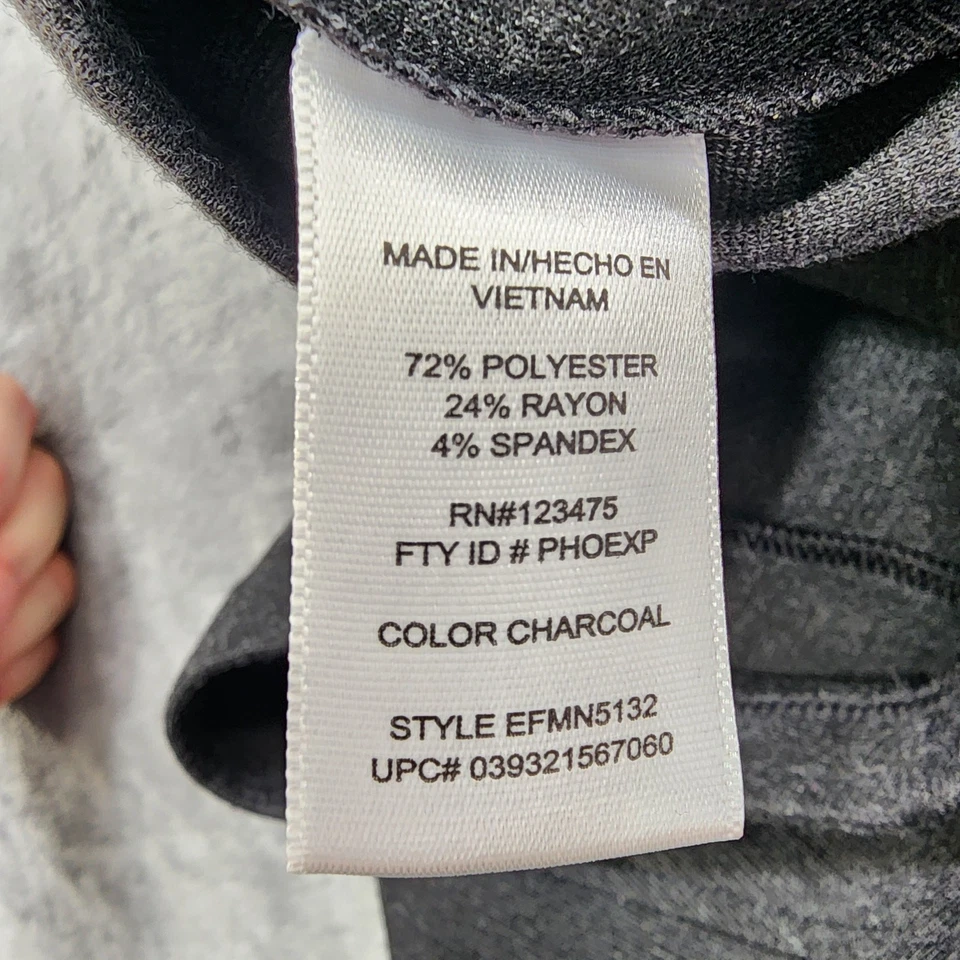 MADE IN/HECHO EN
VIETNAM
72% POLYESTER
24% RAYON
4% SPANDEX
RN#123475
FTY ID # PHOEXP
COLOR CHARCOAL
STYLE EFMN5132
UPC# 039321567060